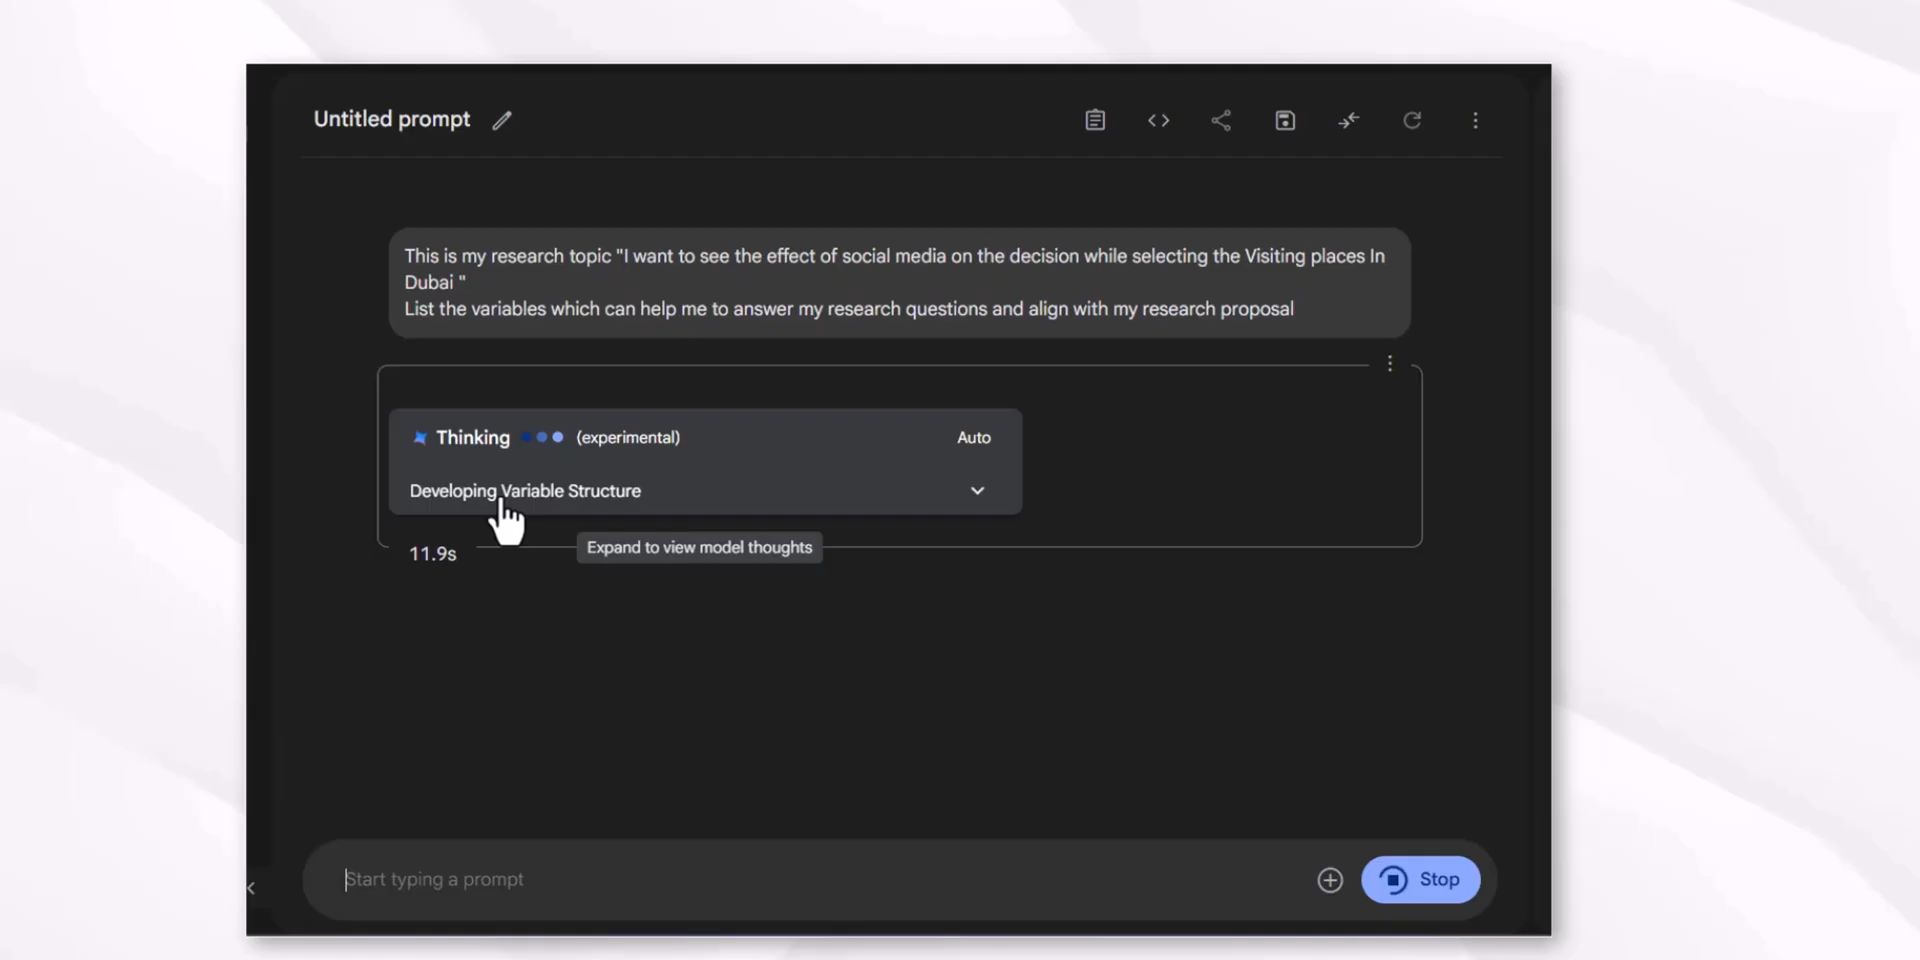 Untitled prompt
This is my research topic "I want to see the effect of social media on the decision while selecting the Visiting places In
Dubai "
List the variables which can help me to answer my research questions and align with my research proposal
Thinking (experimental) Auto
Developing Variable Structure
11.9s
Expand to view model thoughts
Start typing a prompt
Stop